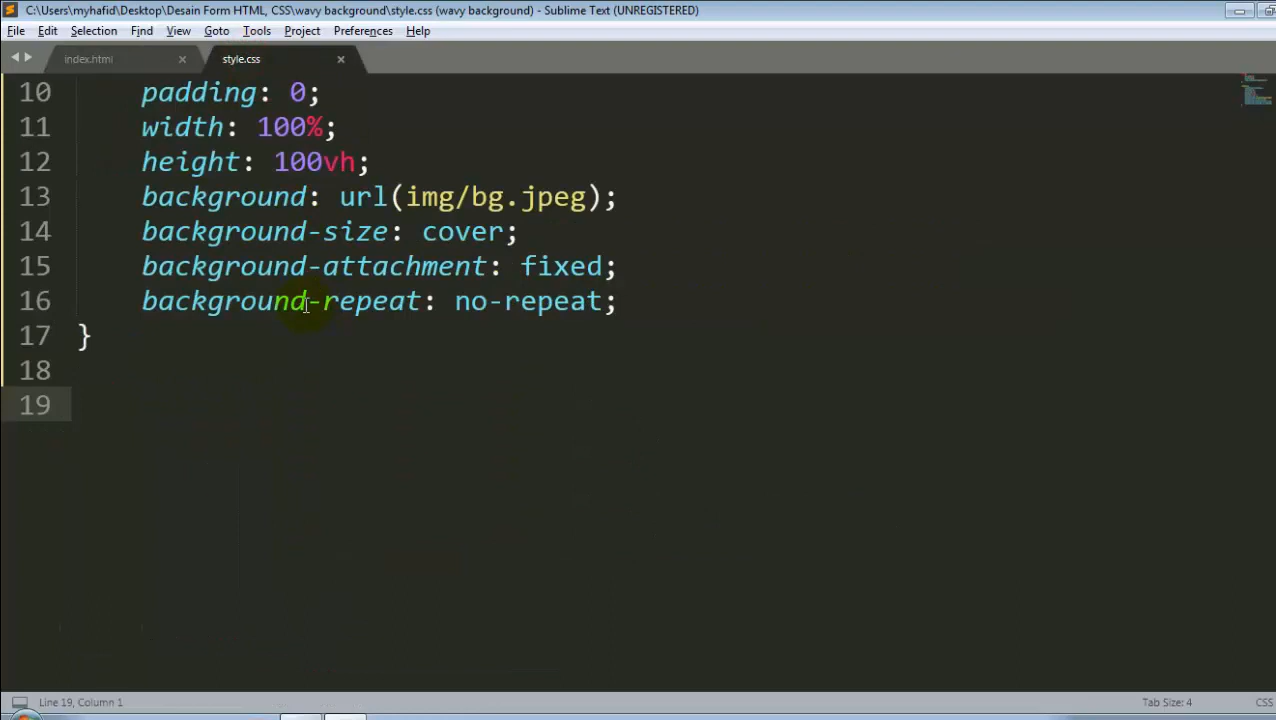 C:\Users\myhafid\Desktop\Desain Form HTML, CSS\wavy background\style.css (wavy background) - Sublime Text (UNREGISTERED)
File Edit Selection Find View Goto Tools Project Preferences Help
index.html × style.css ×
10 padding: 0;
11 width: 100%;
12 height: 100vh;
13 background: url(img/bg.jpeg);
14 background-size: cover;
15 background-attachment: fixed;
16 background-repeat: no-repeat;
17 }
18
19
Line 19, Column 1 Tab Size: 4 CSS